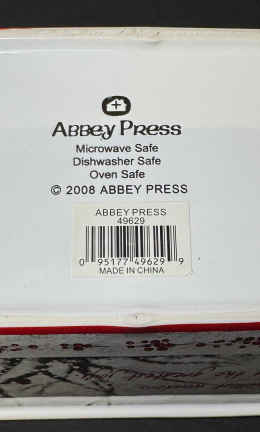 ABBEY PRESS
Microwave Safe
Dishwasher Safe
Oven Safe
© 2008 ABBEY PRESS
ABBEY PRESS
49629
0 95177 49629 9
MADE IN CHINA